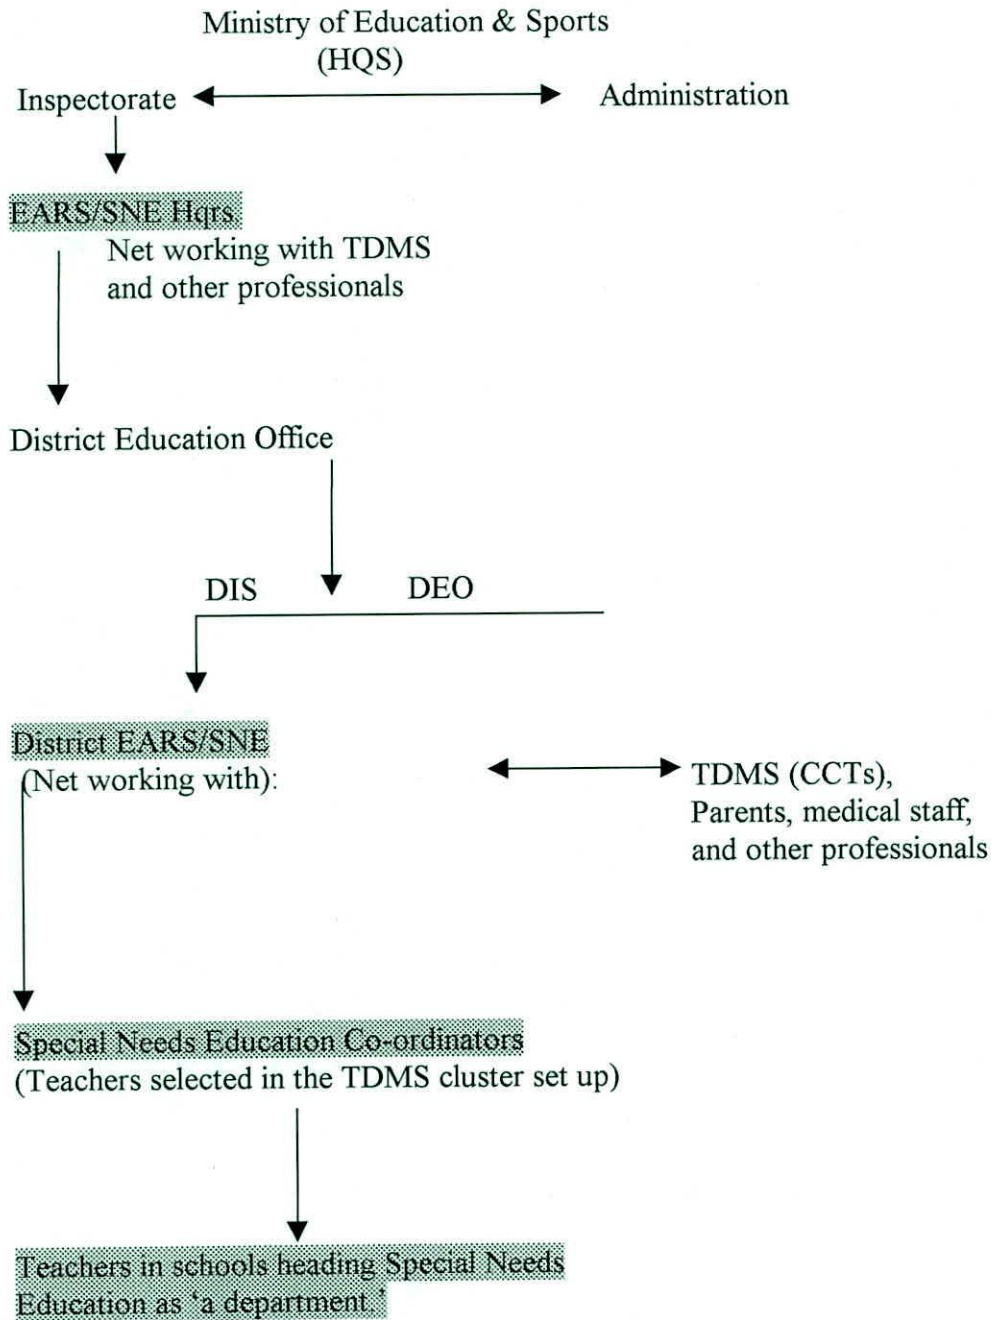 Ministry of Education & Sports
(HQS)
Inspectorate
Administration
EARS/SNE Hqrs
Net working with TDMS
and other professionals
District Education Office
DIS
DEO
District EARS/SNE
(Net working with):
TDMS (CCTs),
Parents, medical staff,
and other professionals
Special Needs Education Co-ordinators
(Teachers selected in the TDMS cluster set up)
Teachers in schools heading Special Needs
Education as ‘a department.’